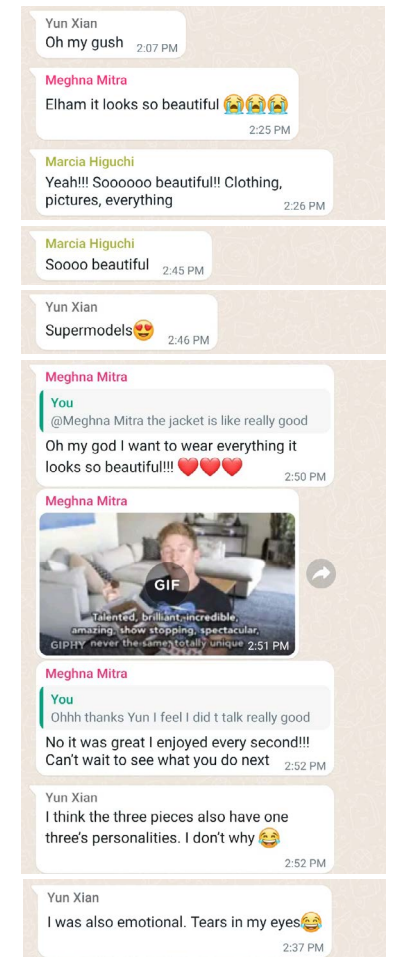 Yun Xian
Oh my gush 2:07 PM
Meghna Mitra
Elham it looks so beautiful 😭😭😭
2:25 PM
Marcia Higuchi
Yeah!!! Soooooo beautiful!! Clothing,
pictures, everything 2:26 PM
Marcia Higuchi
Soooo beautiful 2:45 PM
Yun Xian
Supermodels😍 2:46 PM
Meghna Mitra
You
@Meghna Mitra the jacket is like really good
Oh my god I want to wear everything it
looks so beautiful!!! ❤️❤️❤️ 2:50 PM
Meghna Mitra
GIF
Talented, brilliant, incredible,
amazing, show stopping, spectacular,
GIPHY never the same, totally unique 2:51 PM
Meghna Mitra
You
Ohhh thanks Yun I feel I did t talk really good
No it was great I enjoyed every second!!!
Can't wait to see what you do next 2:52 PM
Yun Xian
I think the three pieces also have one
three's personalities. I don't why 😂
2:52 PM
Yun Xian
I was also emotional. Tears in my eyes😂
2:37 PM